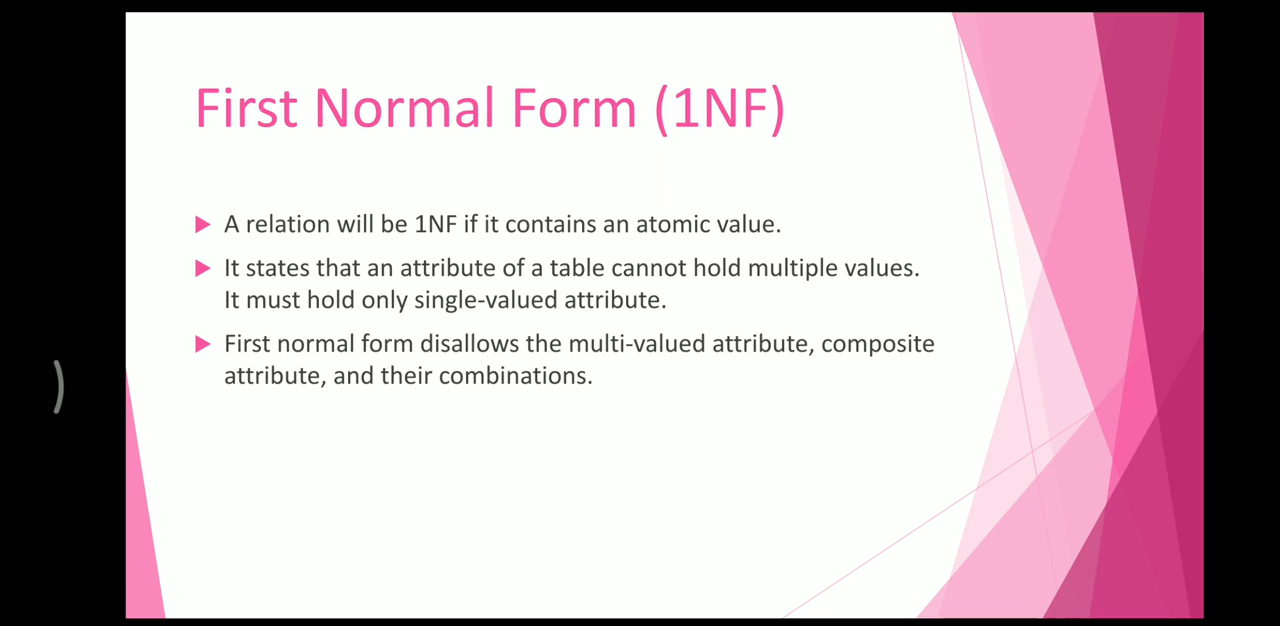 First Normal Form (1NF)
A relation will be 1NF if it contains an atomic value.
It states that an attribute of a table cannot hold multiple values.
It must hold only single-valued attribute.
First normal form disallows the multi-valued attribute, composite
attribute, and their combinations.